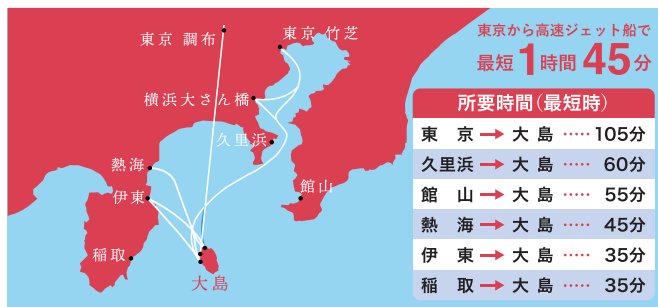 東京から高速ジェット船で
最短1時間45分
所要時間(最短時)
東京→大島‥‥‥105分
久里浜→大島‥‥‥60分
館山→大島‥‥‥55分
熱海→大島‥‥‥45分
伊東→大島‥‥‥35分
稲取→大島‥‥‥35分
東京 調布
東京 竹芝
横浜大さん橋
久里浜
熱海
館山
伊東
稲取
大島